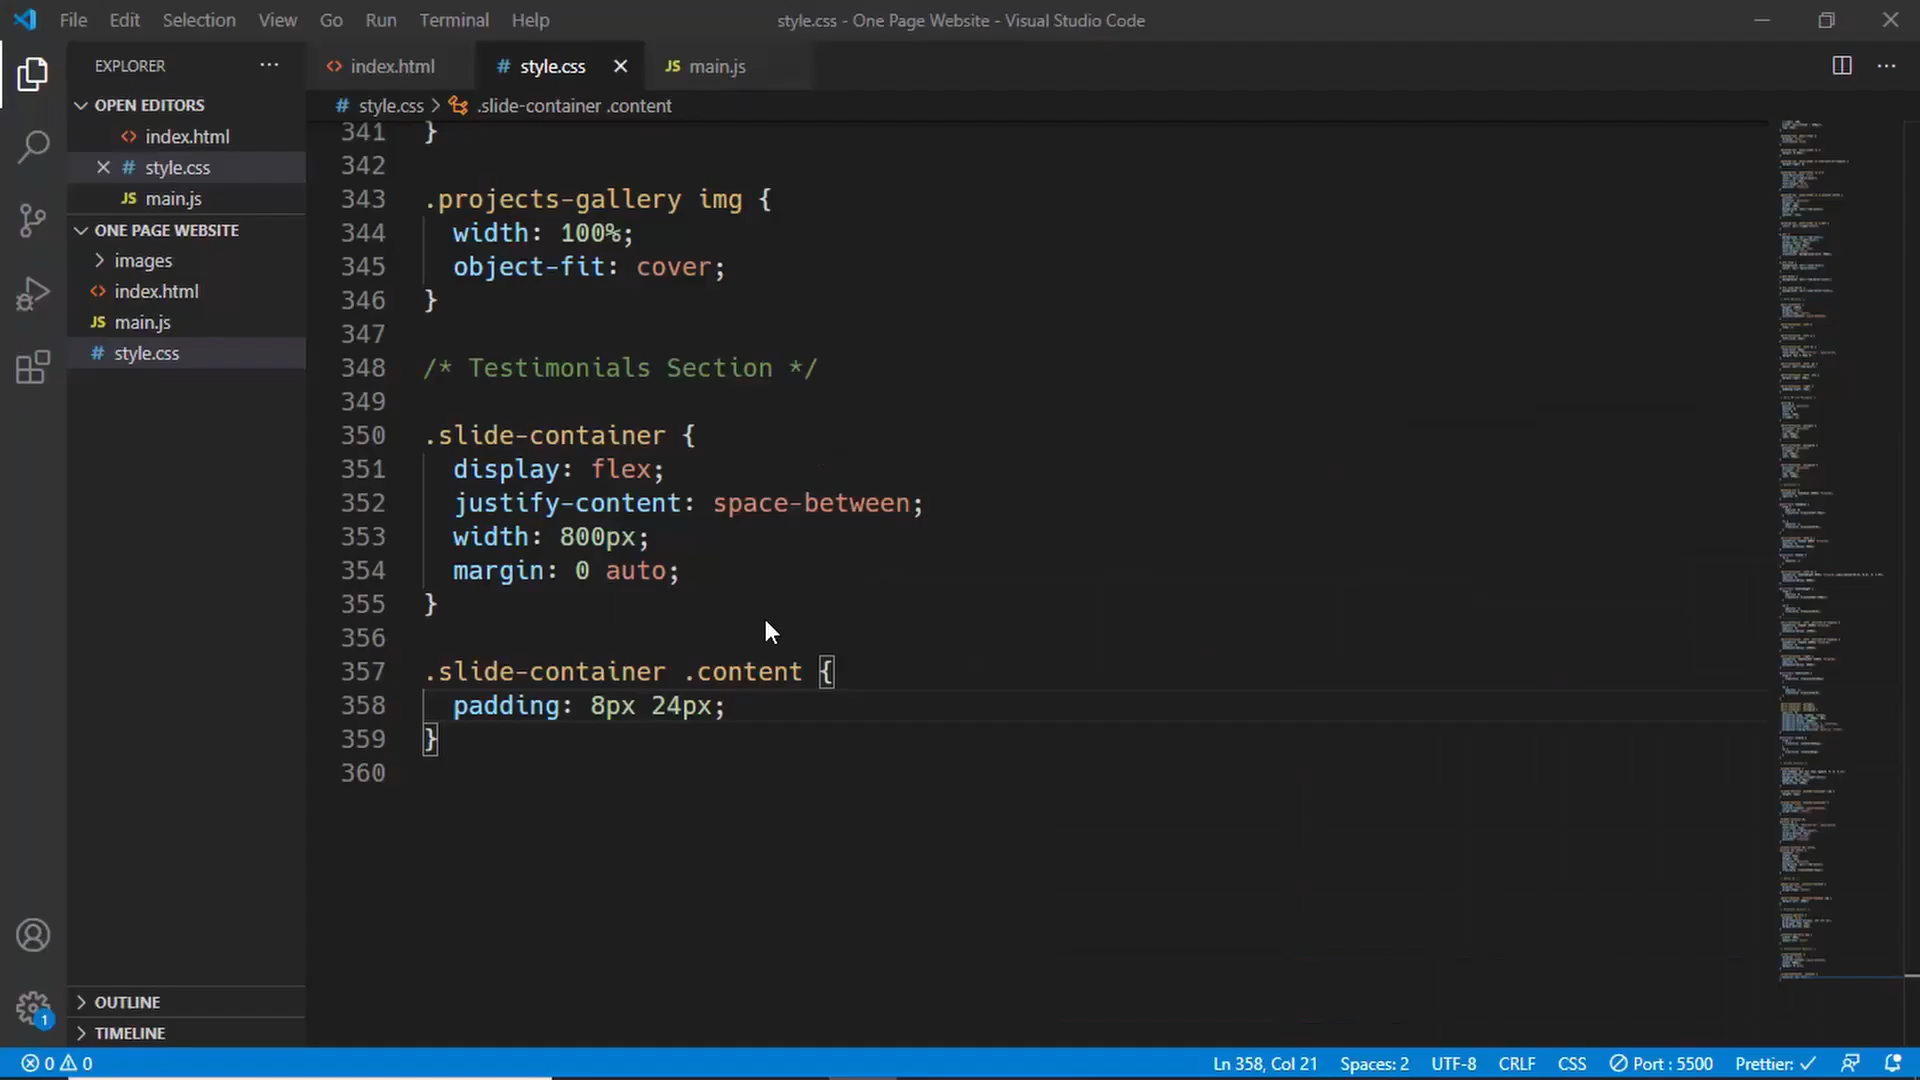 File Edit Selection View Go Run Terminal Help
style.css - One Page Website - Visual Studio Code
EXPLORER
index.html
style.css
JS main.js
OPEN EDITORS
index.html
# style.css
JS main.js
ONE PAGE WEBSITE
images
index.html
JS main.js
# style.css
OUTLINE
TIMELINE
# style.css > .slide-container .content
341 }
342
343 .projects-gallery img {
344 width: 100%;
345 object-fit: cover;
346 }
347
348 /* Testimonials Section */
349
350 .slide-container {
351 display: flex;
352 justify-content: space-between;
353 width: 800px;
354 margin: 0 auto;
355 }
356
357 .slide-container .content {
358 padding: 8px 24px;
359 }
360
1
0 0
Ln 358, Col 21
Spaces: 2
UTF-8
CRLF
CSS
Port : 5500
Prettier: ✓